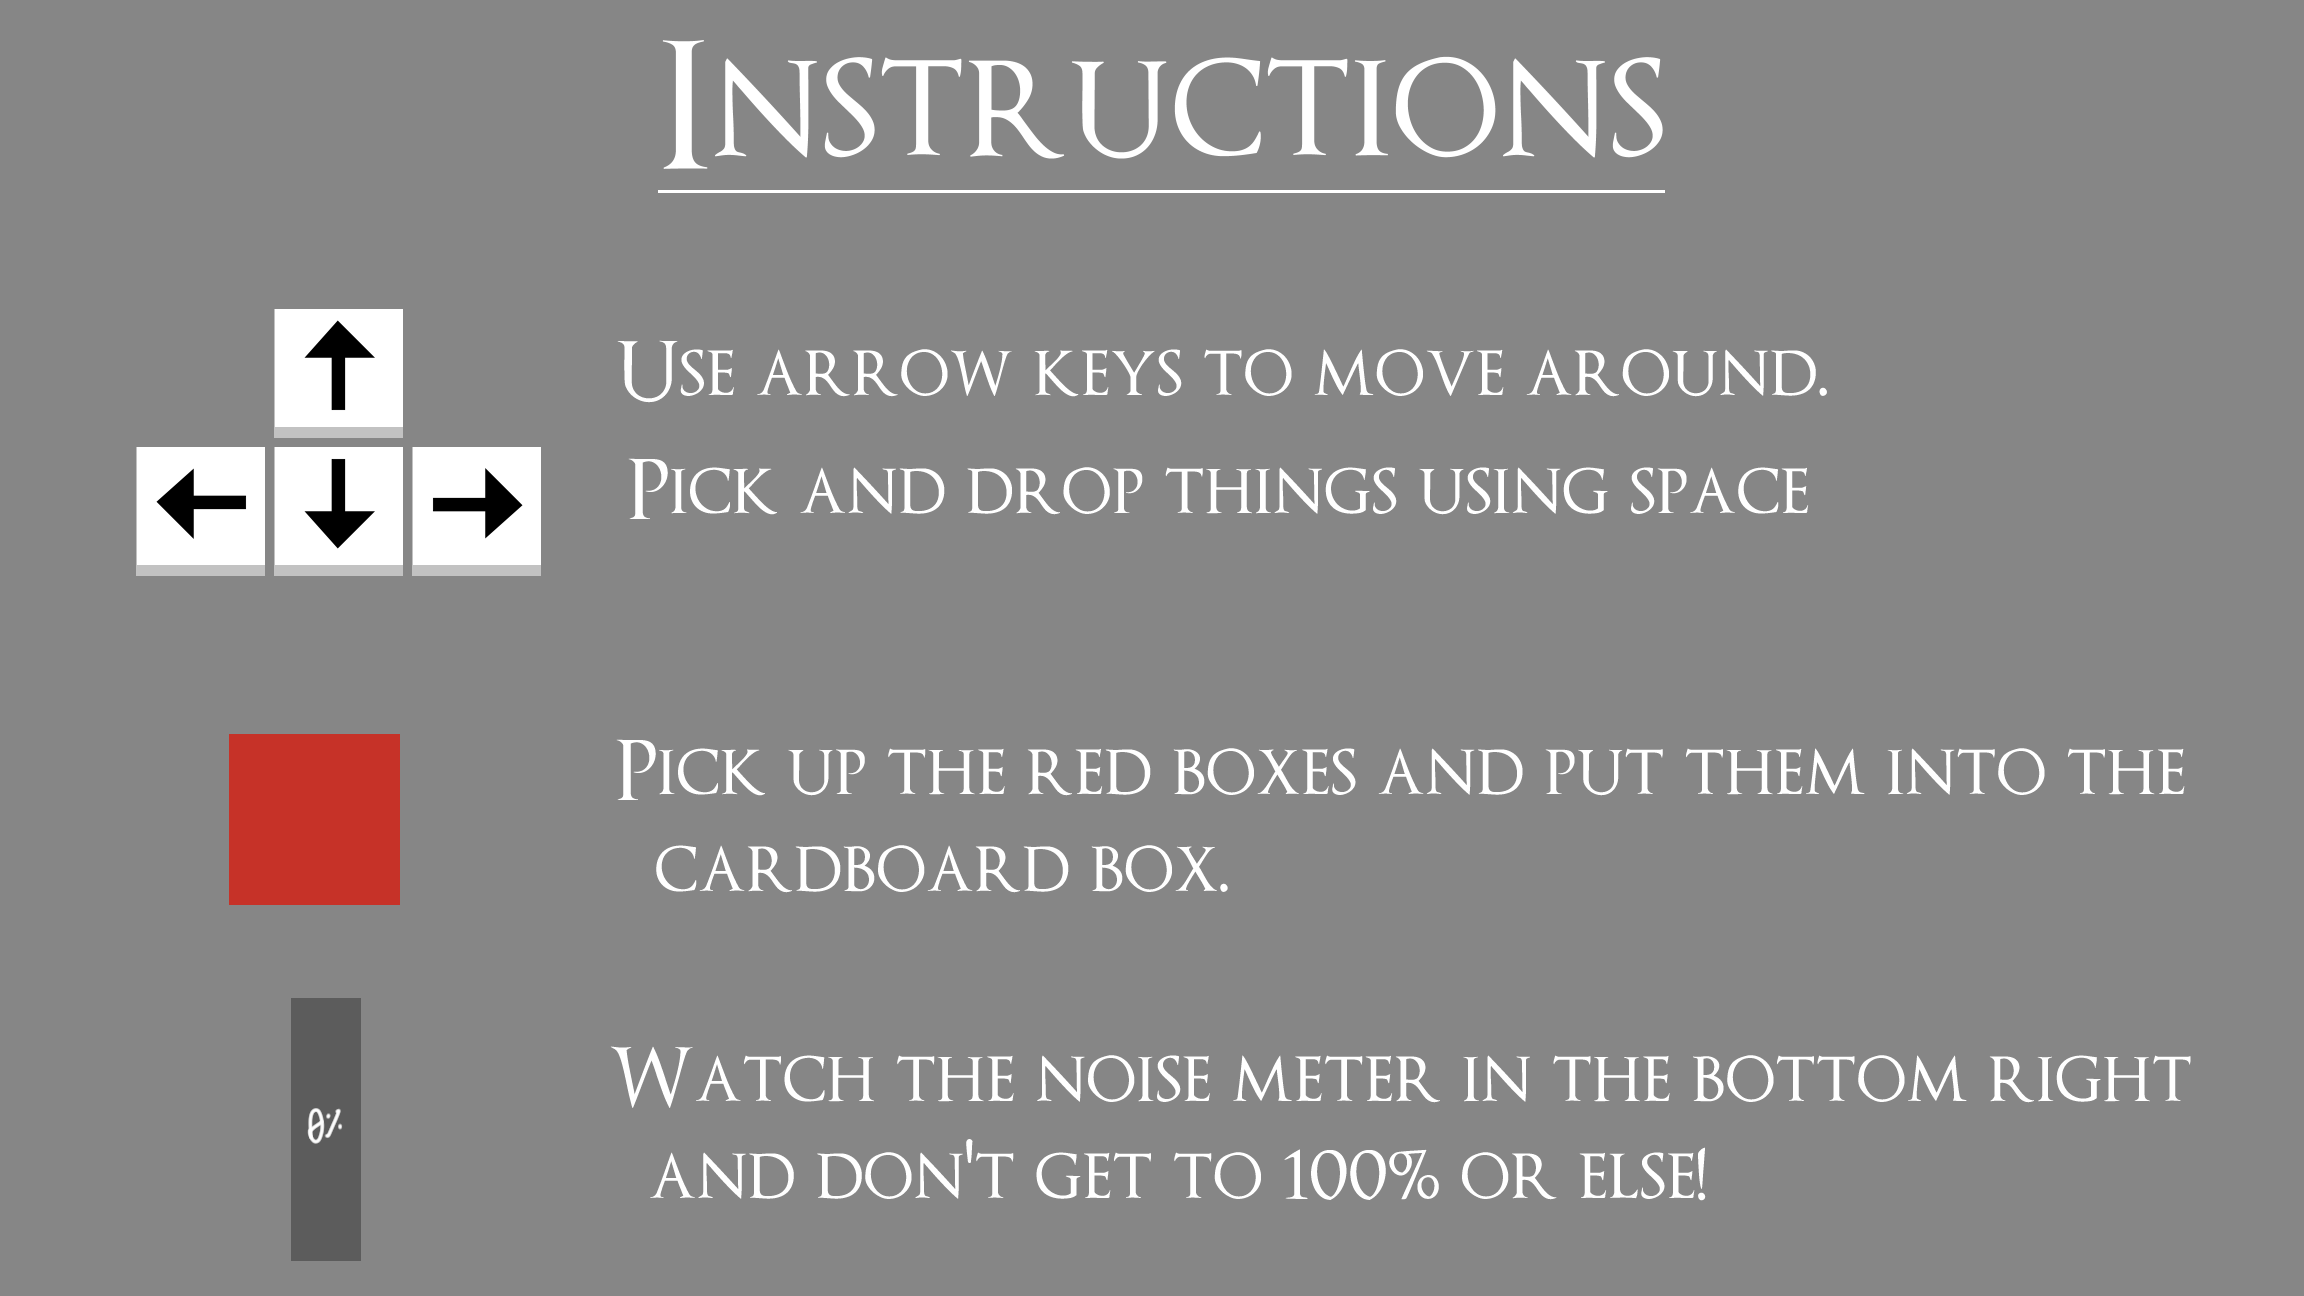 Instructions
Use arrow keys to move around.
Pick and drop things using space
Pick up the red boxes and put them into the
cardboard box.
0%
Watch the noise meter in the bottom right
and don't get to 100% or else!